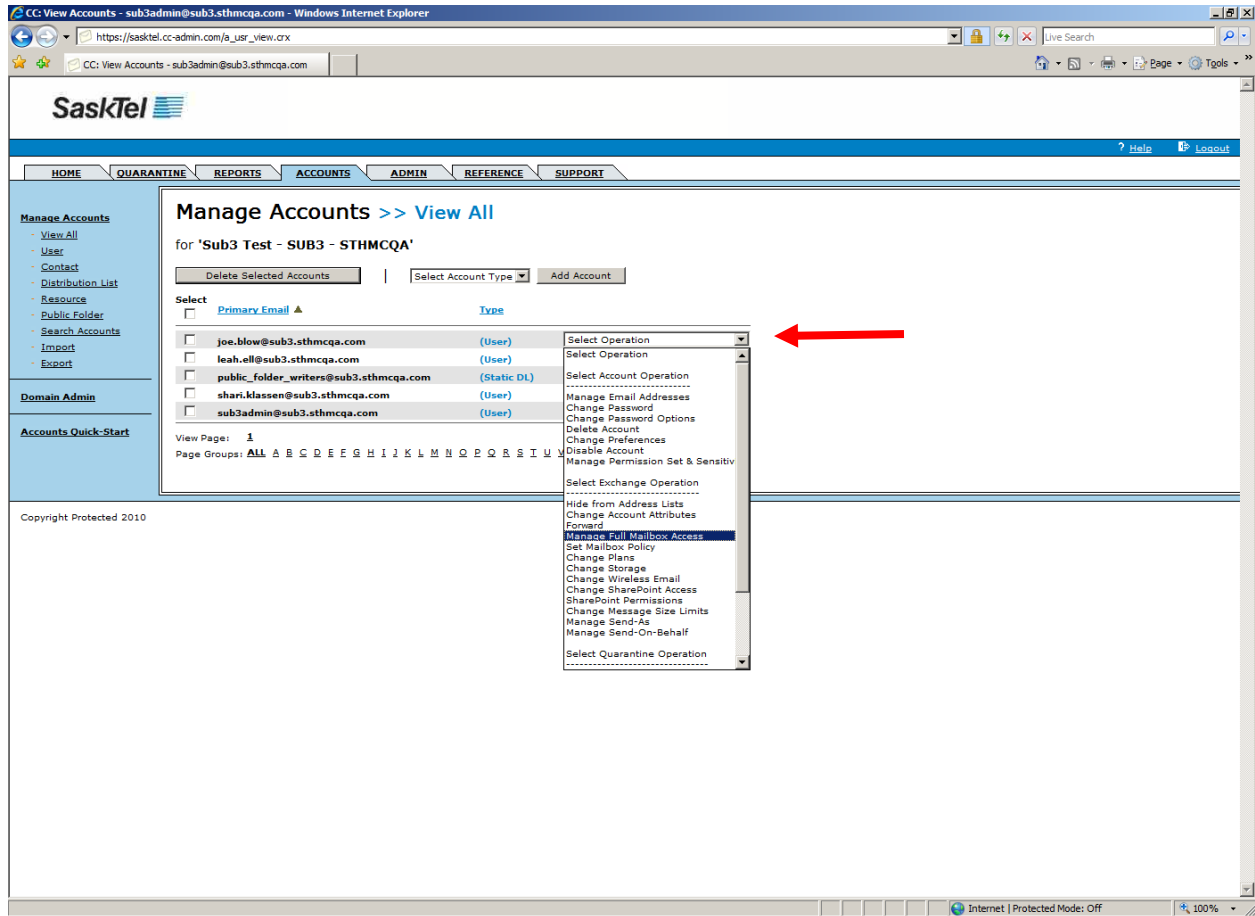 CC: View Accounts - sub3admin@sub3.sthmcqa.com - Windows Internet Explorer
https://sasktel.cc-admin.com/a_usr_view.crx
Live Search
CC: View Accounts - sub3admin@sub3.sthmcqa.com
Page
Tools
SaskTel
? Help
Logout
HOME
QUARANTINE
REPORTS
ACCOUNTS
ADMIN
REFERENCE
SUPPORT
Manage Accounts
View All
User
Contact
Distribution List
Resource
Public Folder
Search Accounts
Import
Export
Domain Admin
Accounts Quick-Start
Manage Accounts >> View All
for 'Sub3 Test - SUB3 - STHMCQA'
Delete Selected Accounts | Select Account Type Add Account
Select
Primary Email Type
joe.blow@sub3.sthmcqa.com (User) Select Operation
leah.ell@sub3.sthmcqa.com (User)
public_folder_writers@sub3.sthmcqa.com (Static DL)
shari.klassen@sub3.sthmcqa.com (User)
sub3admin@sub3.sthmcqa.com (User)
View Page: 1
Page Groups: ALL A B C D E F G H I J K L M N O P Q R S T U V
Select Operation
Select Account Operation
----------------------------
Manage Email Addresses
Change Password
Change Password Options
Delete Account
Change Preferences
Disable Account
Manage Permission Set & Sensitiv
Select Exchange Operation
------------------------------
Hide from Address Lists
Change Account Attributes
Forward
Manage Full Mailbox Access
Set Mailbox Policy
Change Plans
Change Storage
Change Wireless Email
Change SharePoint Access
SharePoint Permissions
Change Message Size Limits
Manage Send-As
Manage Send-On-Behalf
Select Quarantine Operation
--------------------------------
Copyright Protected 2010
Internet | Protected Mode: Off
100%